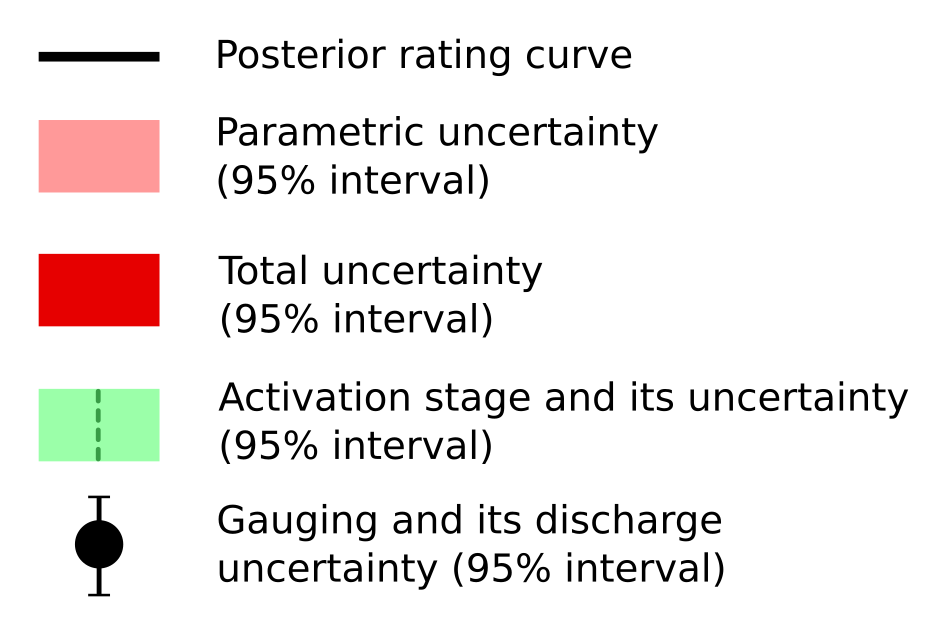 Posterior rating curve
Parametric uncertainty
(95% interval)
Total uncertainty
(95% interval)
Activation stage and its uncertainty
(95% interval)
Gauging and its discharge
uncertainty (95% interval)